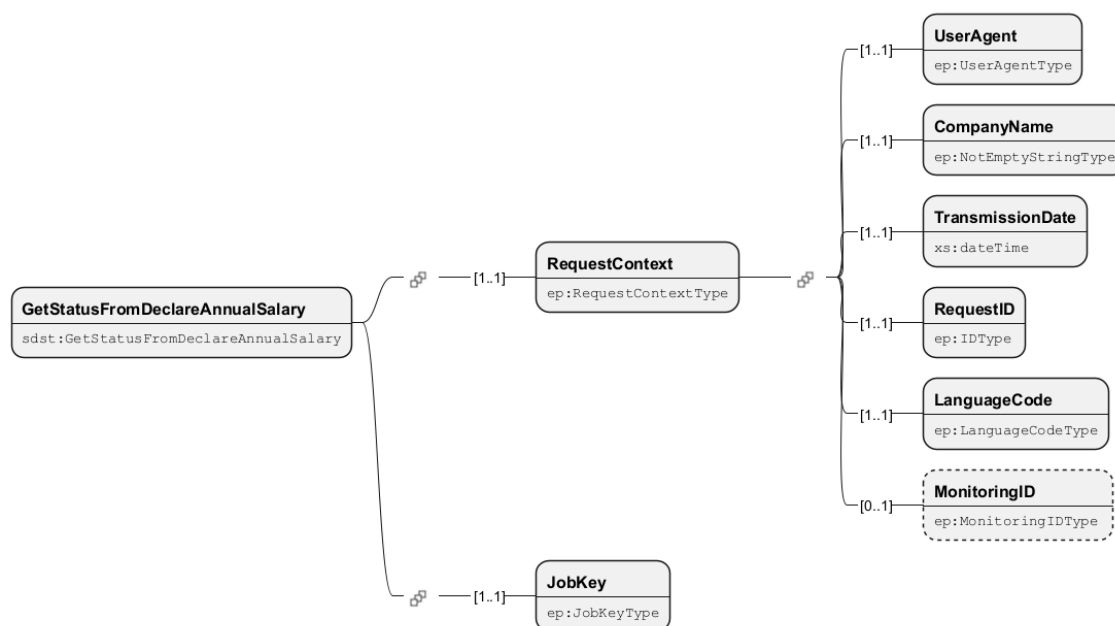 GetStatusFromDeclareAnnualSalary
sdst:GetStatusFromDeclareAnnualSalary
[1..1]
RequestContext
ep:RequestContextType
[1..1]
UserAgent
ep:UserAgentType
[1..1]
CompanyName
ep:NotEmptyStringType
[1..1]
TransmissionDate
xs:dateTime
[1..1]
RequestID
ep:IDType
[1..1]
LanguageCode
ep:LanguageCodeType
[0..1]
MonitoringID
ep:MonitoringIDType
[1..1]
JobKey
ep:JobKeyType